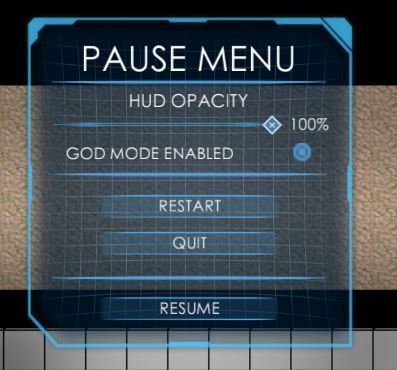 PAUSE MENU
HUD OPACITY
100%
GOD MODE ENABLED
RESTART
QUIT
RESUME